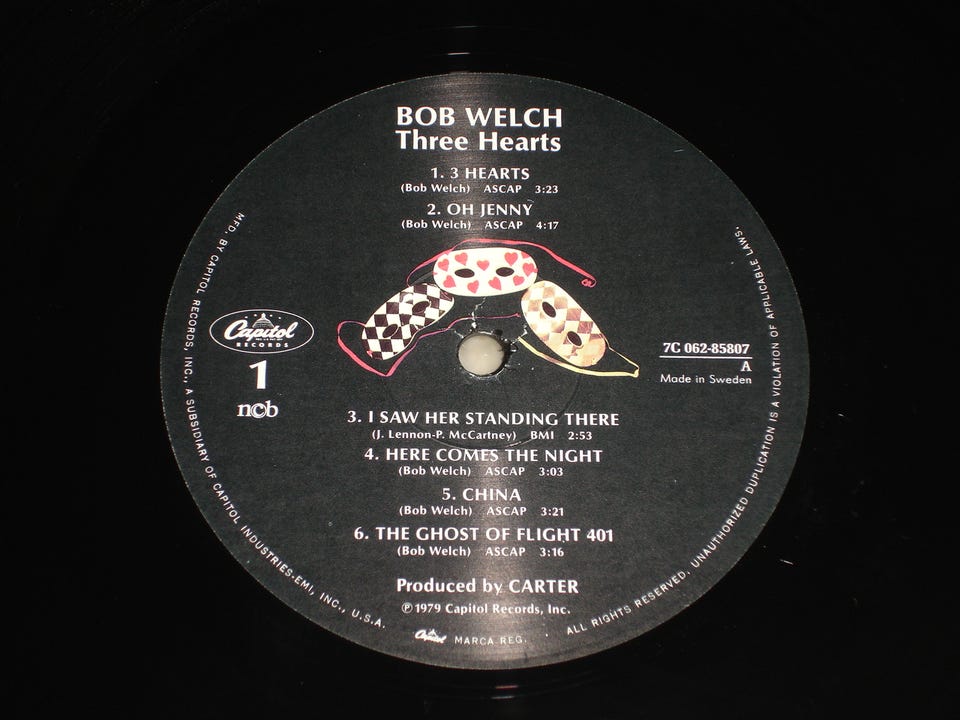 BOB WELCH
Three Hearts
1. 3 HEARTS
(Bob Welch) ASCAP 3:23
2. OH JENNY
(Bob Welch) ASCAP 4:17
Capitol
RECORDS
1
ncb
7C 062-85807
A
Made in Sweden
3. I SAW HER STANDING THERE
(J. Lennon-P. McCartney) BMI 2:53
4. HERE COMES THE NIGHT
(Bob Welch) ASCAP 3:03
5. CHINA
(Bob Welch) ASCAP 3:21
6. THE GHOST OF FLIGHT 401
(Bob Welch) ASCAP 3:16
Produced by CARTER
℗ 1979 Capitol Records, Inc.
MFD. BY CAPITOL RECORDS, INC., A SUBSIDIARY OF CAPITOL INDUSTRIES-EMI, INC., U.S.A.
Capitol MARCA REG.
ALL RIGHTS RESERVED. UNAUTHORIZED DUPLICATION IS A VIOLATION OF APPLICABLE LAWS.